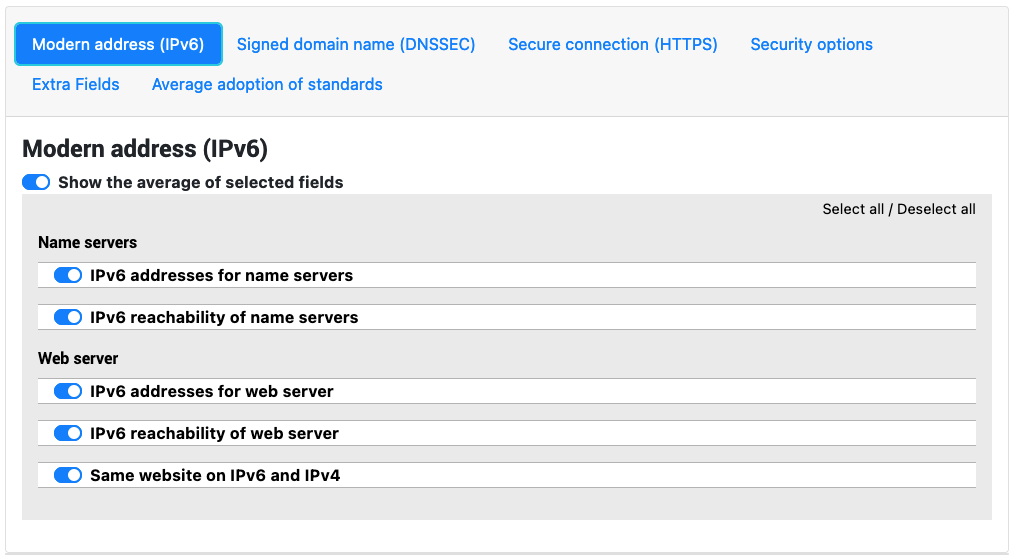 Modern address (IPv6) Signed domain name (DNSSEC) Secure connection (HTTPS) Security options
Extra Fields Average adoption of standards
Modern address (IPv6)
Show the average of selected fields
Select all / Deselect all
Name servers
IPv6 addresses for name servers
IPv6 reachability of name servers
Web server
IPv6 addresses for web server
IPv6 reachability of web server
Same website on IPv6 and IPv4